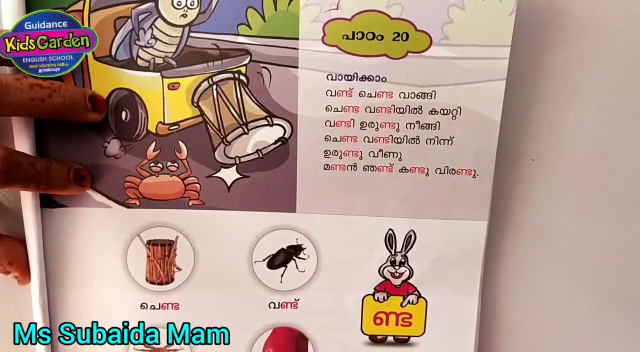 Guidance
Kids Garden
ENGLISH SCHOOL
പാഠം 20
വായിക്കാം
വണ്ട് ചെണ്ട വാങ്ങി
ചെണ്ട വണ്ടിയിൽ കയറ്റി
വണ്ടി ഉരുണ്ടു നീങ്ങി
ചെണ്ട വണ്ടിയിൽ നിന്ന്
ഉരുണ്ടു വീണു
മണ്ടൻ ഞണ്ട് കണ്ടു വിരണ്ടു.
ചെണ്ട
വണ്ട്
ണ്ട
Ms Subaida Mam